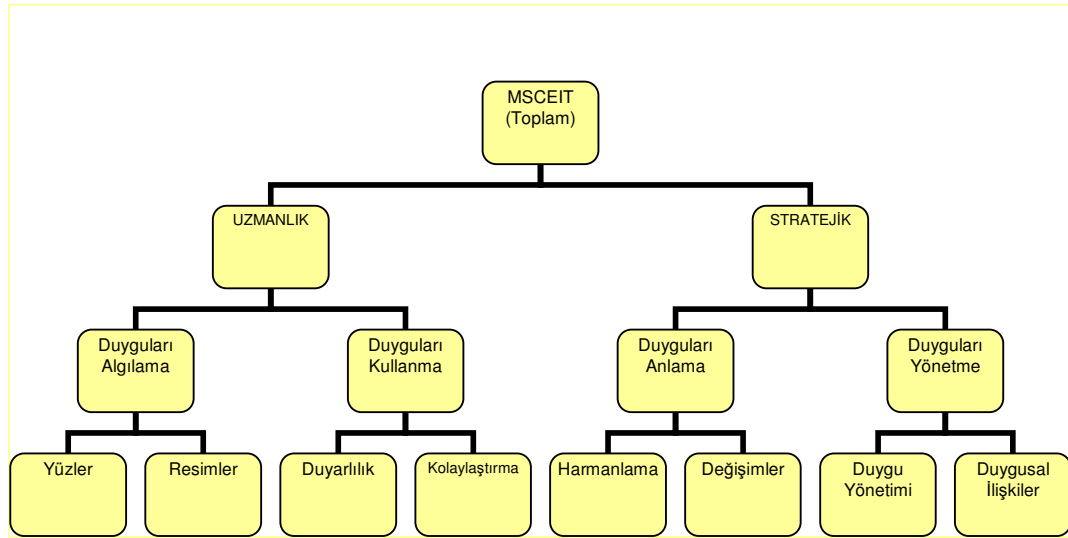 MSCEIT
(Toplam)
UZMANLIK
STRATEJİK
Duyguları
Algılama
Duyguları
Kullanma
Duyguları
Anlama
Duyguları
Yönetme
Yüzler
Resimler
Duyarlılık
Kolaylaştırma
Harmanlama
Değişimler
Duygu
Yönetimi
Duygusal
İlişkiler